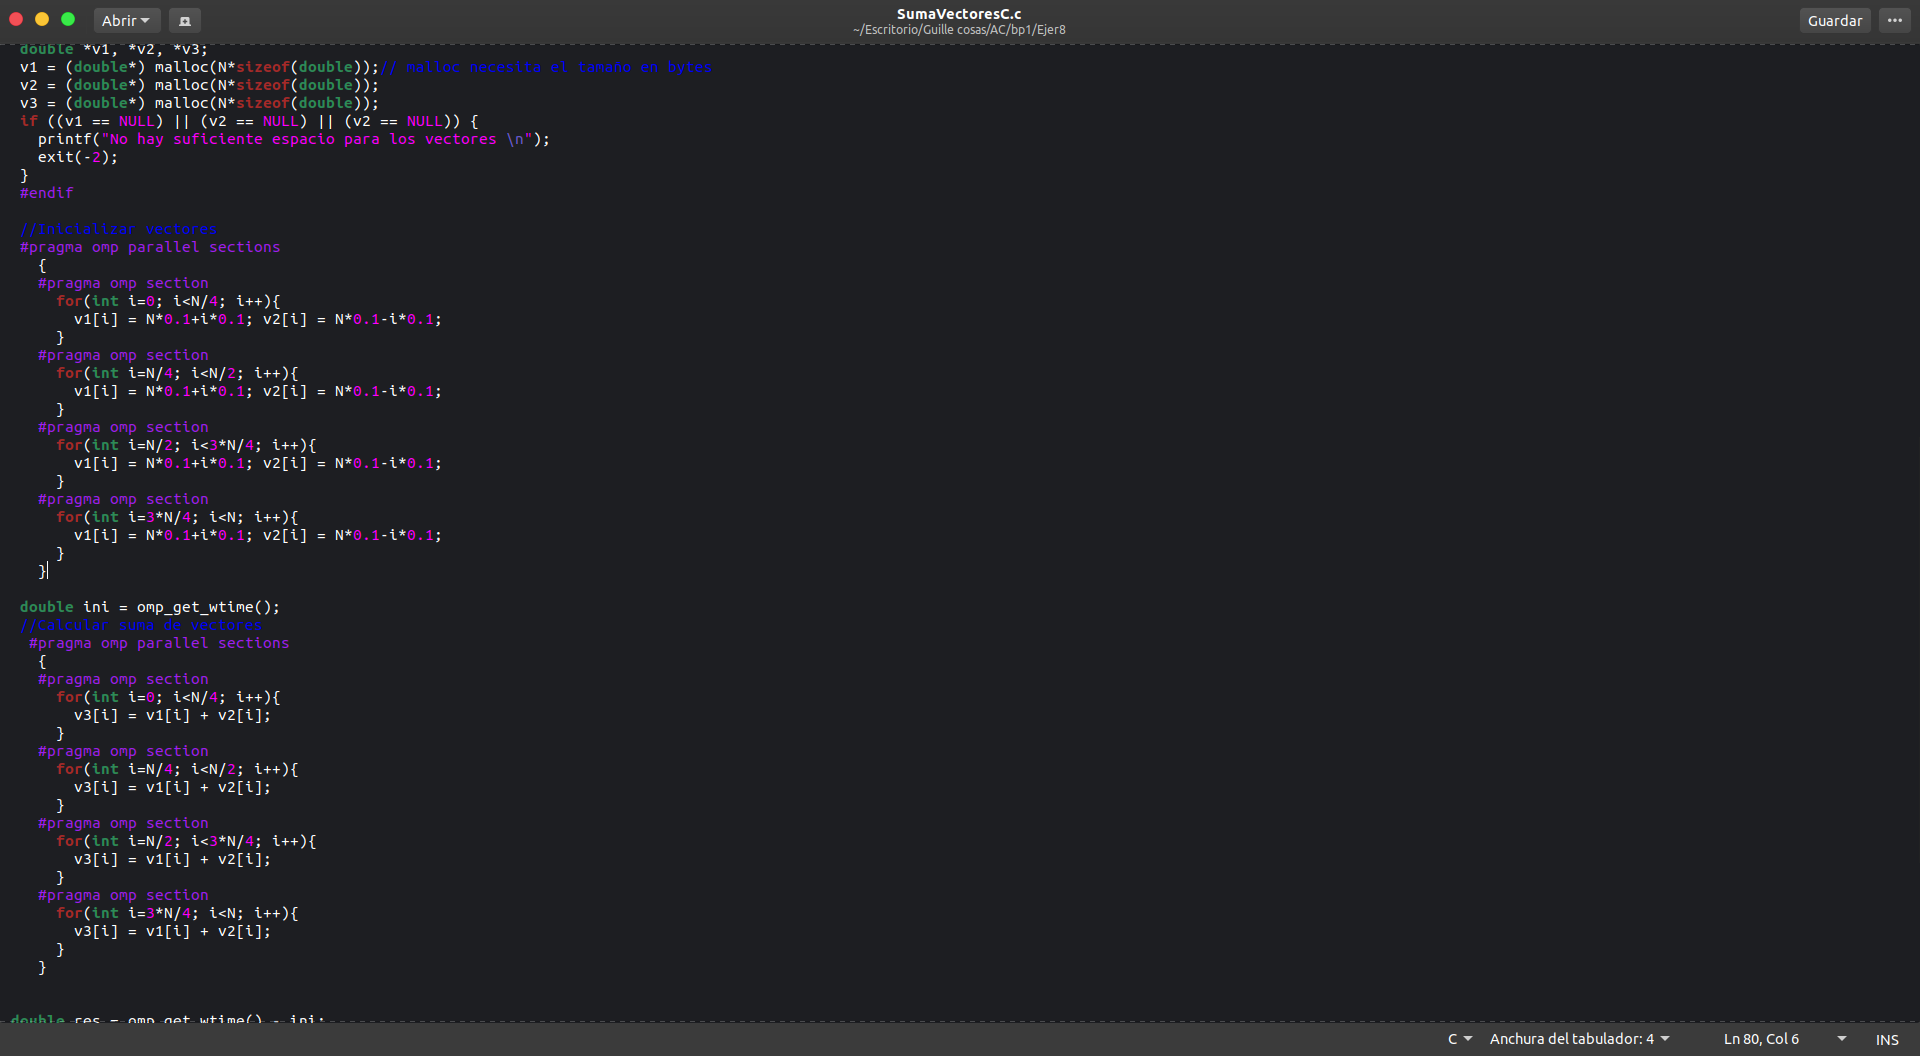 Abrir
SumaVectoresC.c
~/Escritorio/Guille cosas/AC/bp1/Ejer8
Guardar
double *v1, *v2, *v3;
v1 = (double*) malloc(N*sizeof(double));// malloc necesita el tamaño en bytes
v2 = (double*) malloc(N*sizeof(double));
v3 = (double*) malloc(N*sizeof(double));
if ((v1 == NULL) || (v2 == NULL) || (v2 == NULL)) {
printf("No hay suficiente espacio para los vectores \n");
exit(-2);
}
#endif
//Inicializar vectores
#pragma omp parallel sections
{
#pragma omp section
for(int i=0; i<N/4; i++){
v1[i] = N*0.1+i*0.1; v2[i] = N*0.1-i*0.1;
}
#pragma omp section
for(int i=N/4; i<N/2; i++){
v1[i] = N*0.1+i*0.1; v2[i] = N*0.1-i*0.1;
}
#pragma omp section
for(int i=N/2; i<3*N/4; i++){
v1[i] = N*0.1+i*0.1; v2[i] = N*0.1-i*0.1;
}
#pragma omp section
for(int i=3*N/4; i<N; i++){
v1[i] = N*0.1+i*0.1; v2[i] = N*0.1-i*0.1;
}
}
double ini = omp_get_wtime();
//Calcular suma de vectores
#pragma omp parallel sections
{
#pragma omp section
for(int i=0; i<N/4; i++){
v3[i] = v1[i] + v2[i];
}
#pragma omp section
for(int i=N/4; i<N/2; i++){
v3[i] = v1[i] + v2[i];
}
#pragma omp section
for(int i=N/2; i<3*N/4; i++){
v3[i] = v1[i] + v2[i];
}
#pragma omp section
for(int i=3*N/4; i<N; i++){
v3[i] = v1[i] + v2[i];
}
}
double res = omp_get_wtime() - ini;
C
Anchura del tabulador: 4
Ln 80, Col 6
INS